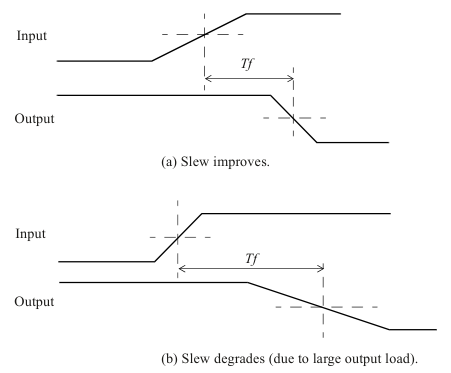 Input
Tf
Output
(a) Slew improves.
Input
Tf
Output
(b) Slew degrades (due to large output load).